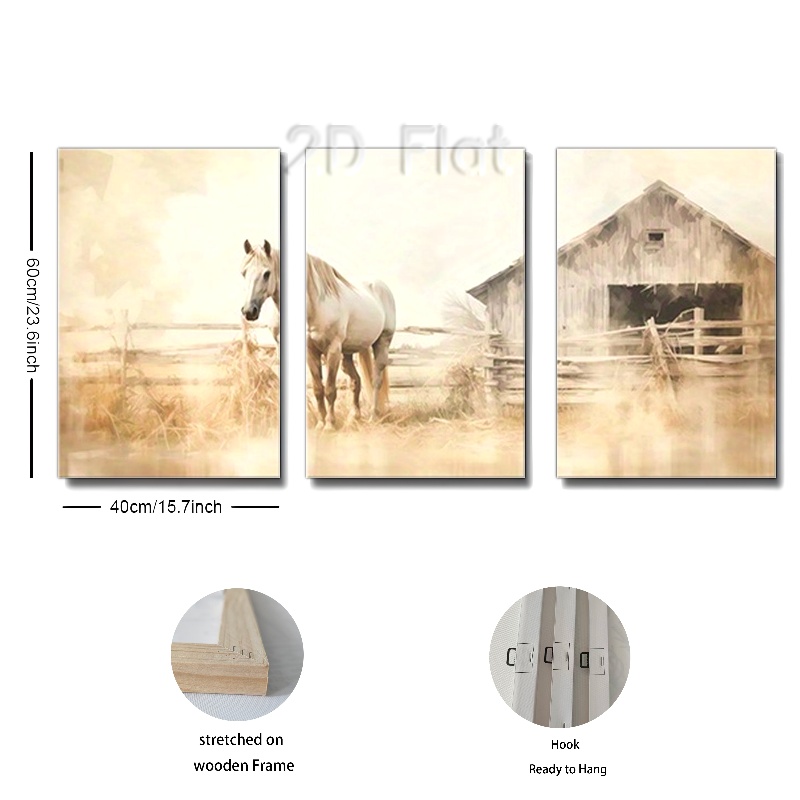 2D Flat
60cm/23.6inch
40cm/15.7inch
stretched on
wooden Frame
Hook
Ready to Hang